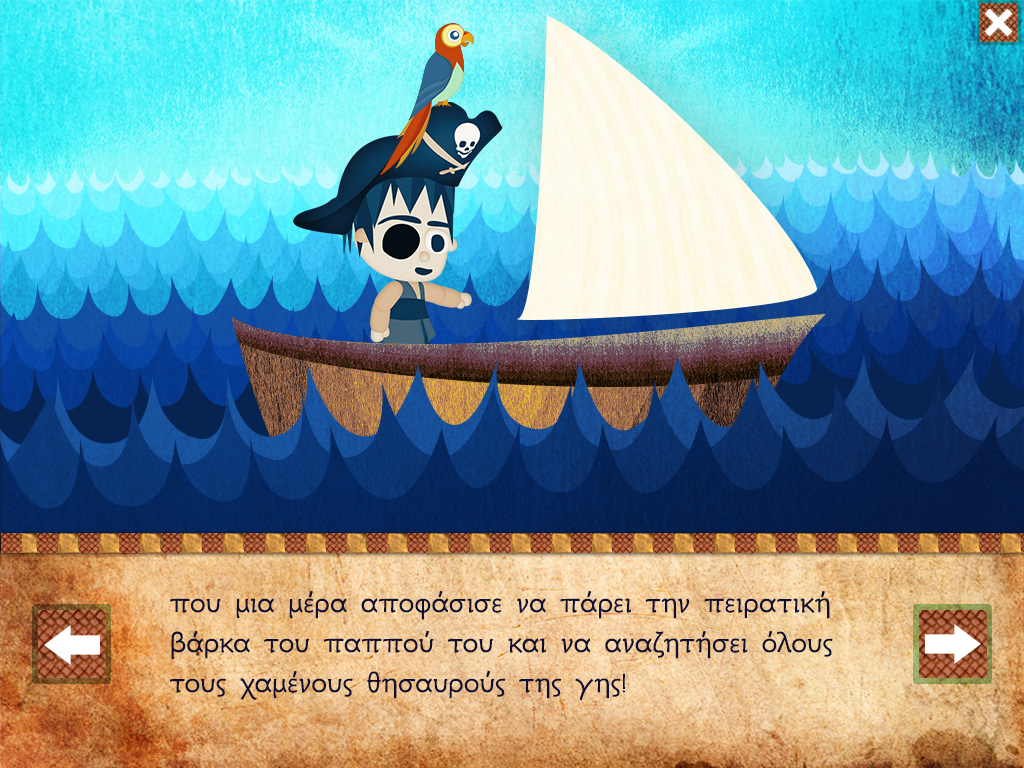 που μια μέρα αποφάσισε να πάρει την πειρατική
βάρκα του παππού του και να αναζητήσει όλους
τους χαμένους θησαυρούς της γης!